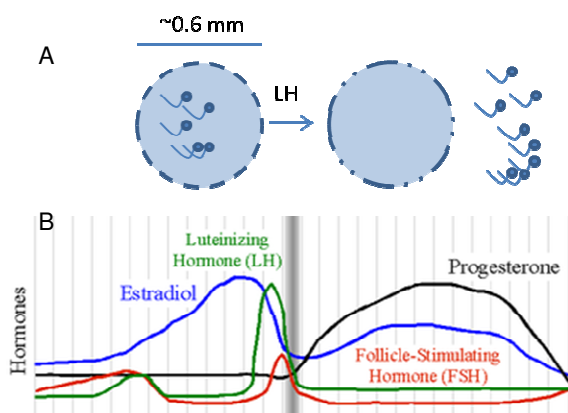 A
~0.6 mm
LH
B
Luteinizing
Hormone (LH)
Estradiol
Progesterone
Hormones
Follicle-Stimulating
Hormone (FSH)